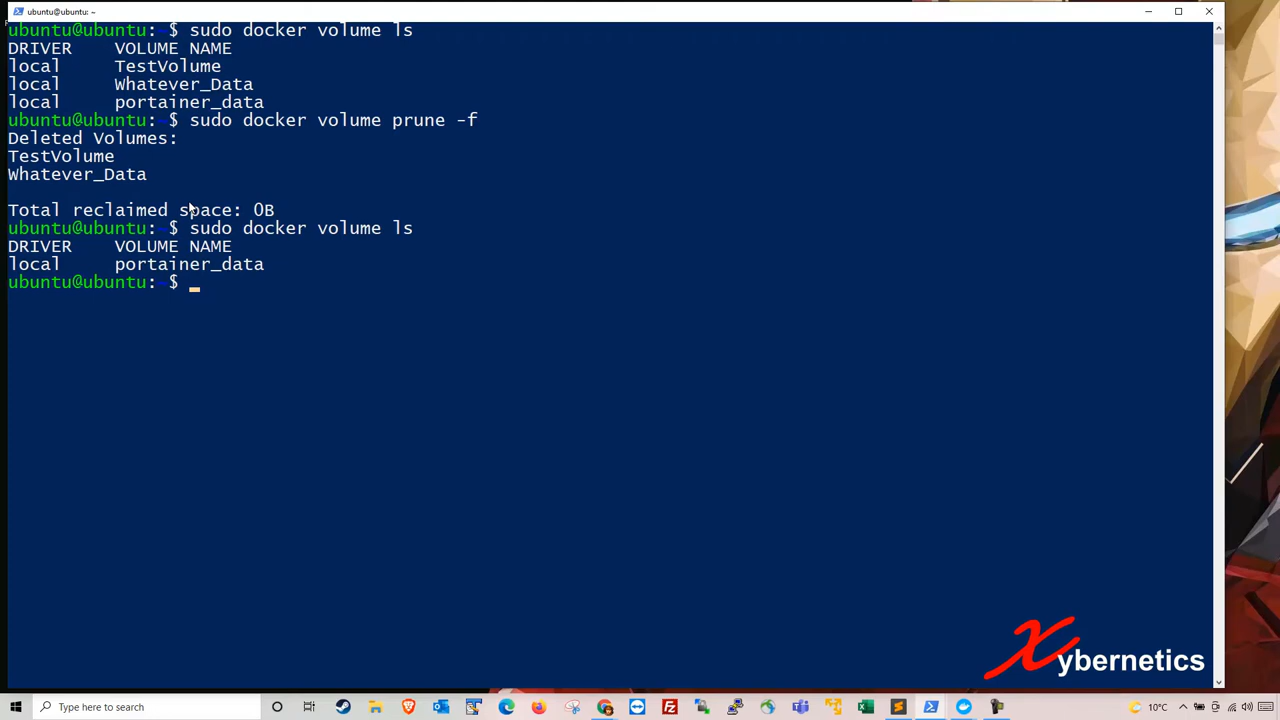 ubuntu@ubuntu: ~
ubuntu@ubuntu:~$ sudo docker volume ls
DRIVER    VOLUME NAME
local     TestVolume
local     Whatever_Data
local     portainer_data
ubuntu@ubuntu:~$ sudo docker volume prune -f
Deleted Volumes:
TestVolume
Whatever_Data
Total reclaimed space: 0B
ubuntu@ubuntu:~$ sudo docker volume ls
DRIVER    VOLUME NAME
local     portainer_data
ubuntu@ubuntu:~$
Xybernetics
Type here to search
10°C